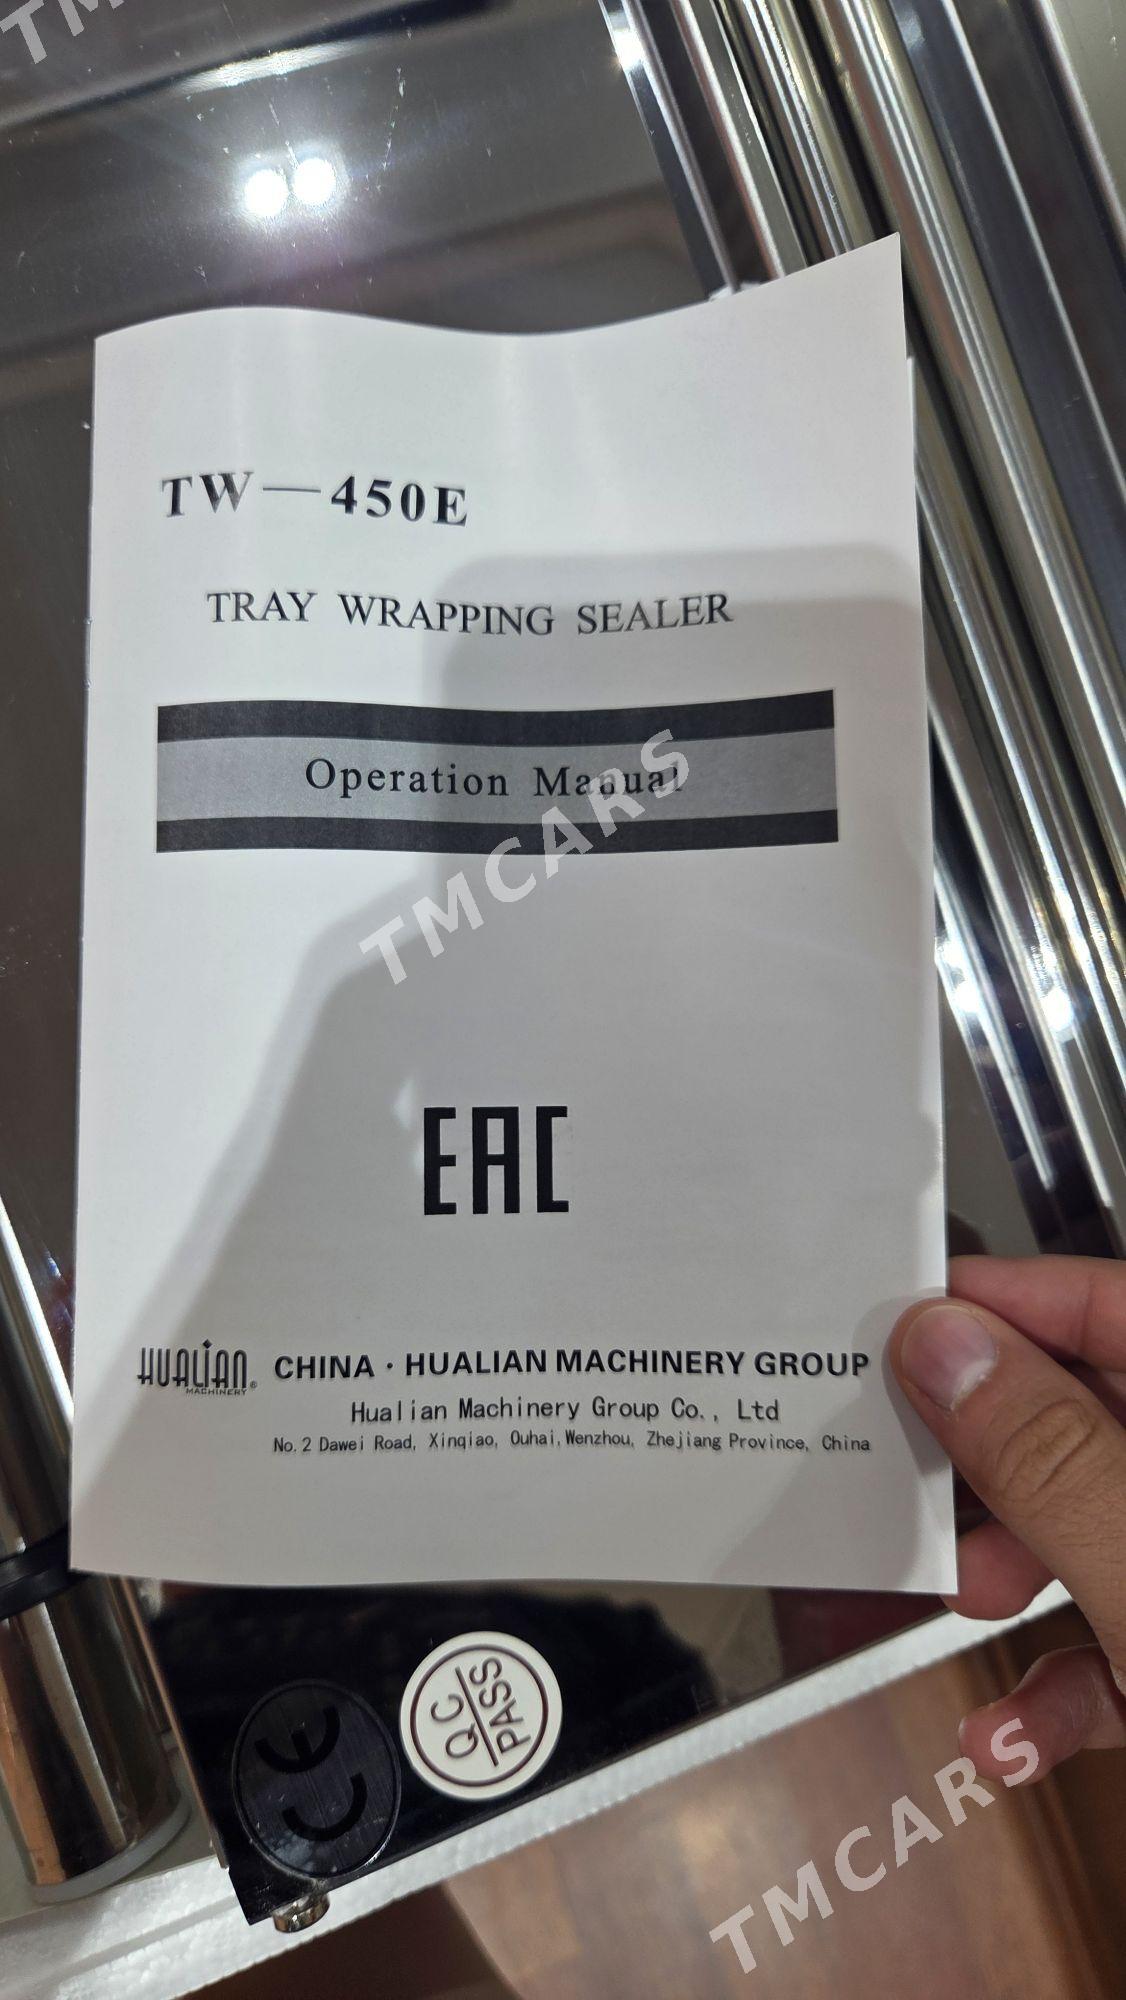 TM
TW—450E
TRAY WRAPPING SEALER
Operation Manual
TMCARS
EAC
HUALIAN ® MACHINERY
CHINA · HUALIAN MACHINERY GROUP
Hualian Machinery Group Co., Ltd
No.2 Dawei Road, Xinqiao, Ouhai, Wenzhou, Zhejiang Province, China
QC
PASS
CE
TMCARS